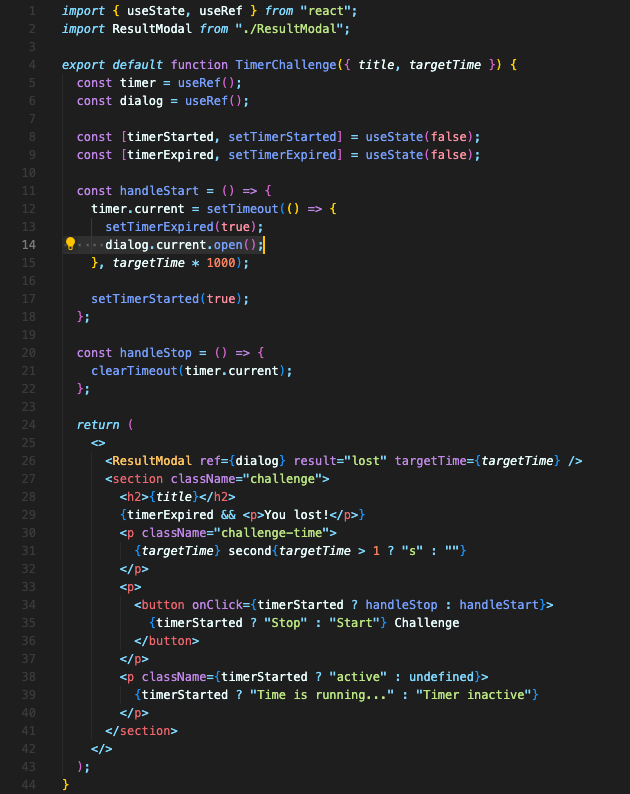 1 import { useState, useRef } from "react";
2 import ResultModal from "./ResultModal";
3
4 export default function TimerChallenge({ title, targetTime }) {
5   const timer = useRef();
6   const dialog = useRef();
7
8   const [timerStarted, setTimerStarted] = useState(false);
9   const [timerExpired, setTimerExpired] = useState(false);
10
11   const handleStart = () => {
12     timer.current = setTimeout(() => {
13       setTimerExpired(true);
14       dialog.current.open();
15     }, targetTime * 1000);
16
17     setTimerStarted(true);
18   };
19
20   const handleStop = () => {
21     clearTimeout(timer.current);
22   };
23
24   return (
25     <>
26       <ResultModal ref={dialog} result="lost" targetTime={targetTime} />
27       <section className="challenge">
28         <h2>{title}</h2>
29         {timerExpired && <p>You lost!</p>}
30         <p className="challenge-time">
31           {targetTime} second{targetTime > 1 ? "s" : ""}
32         </p>
33         <p>
34           <button onClick={timerStarted ? handleStop : handleStart}>
35             {timerStarted ? "Stop" : "Start"} Challenge
36           </button>
37         </p>
38         <p className={timerStarted ? "active" : undefined}>
39           {timerStarted ? "Time is running..." : "Timer inactive"}
40         </p>
41       </section>
42     </>
43   );
44 }